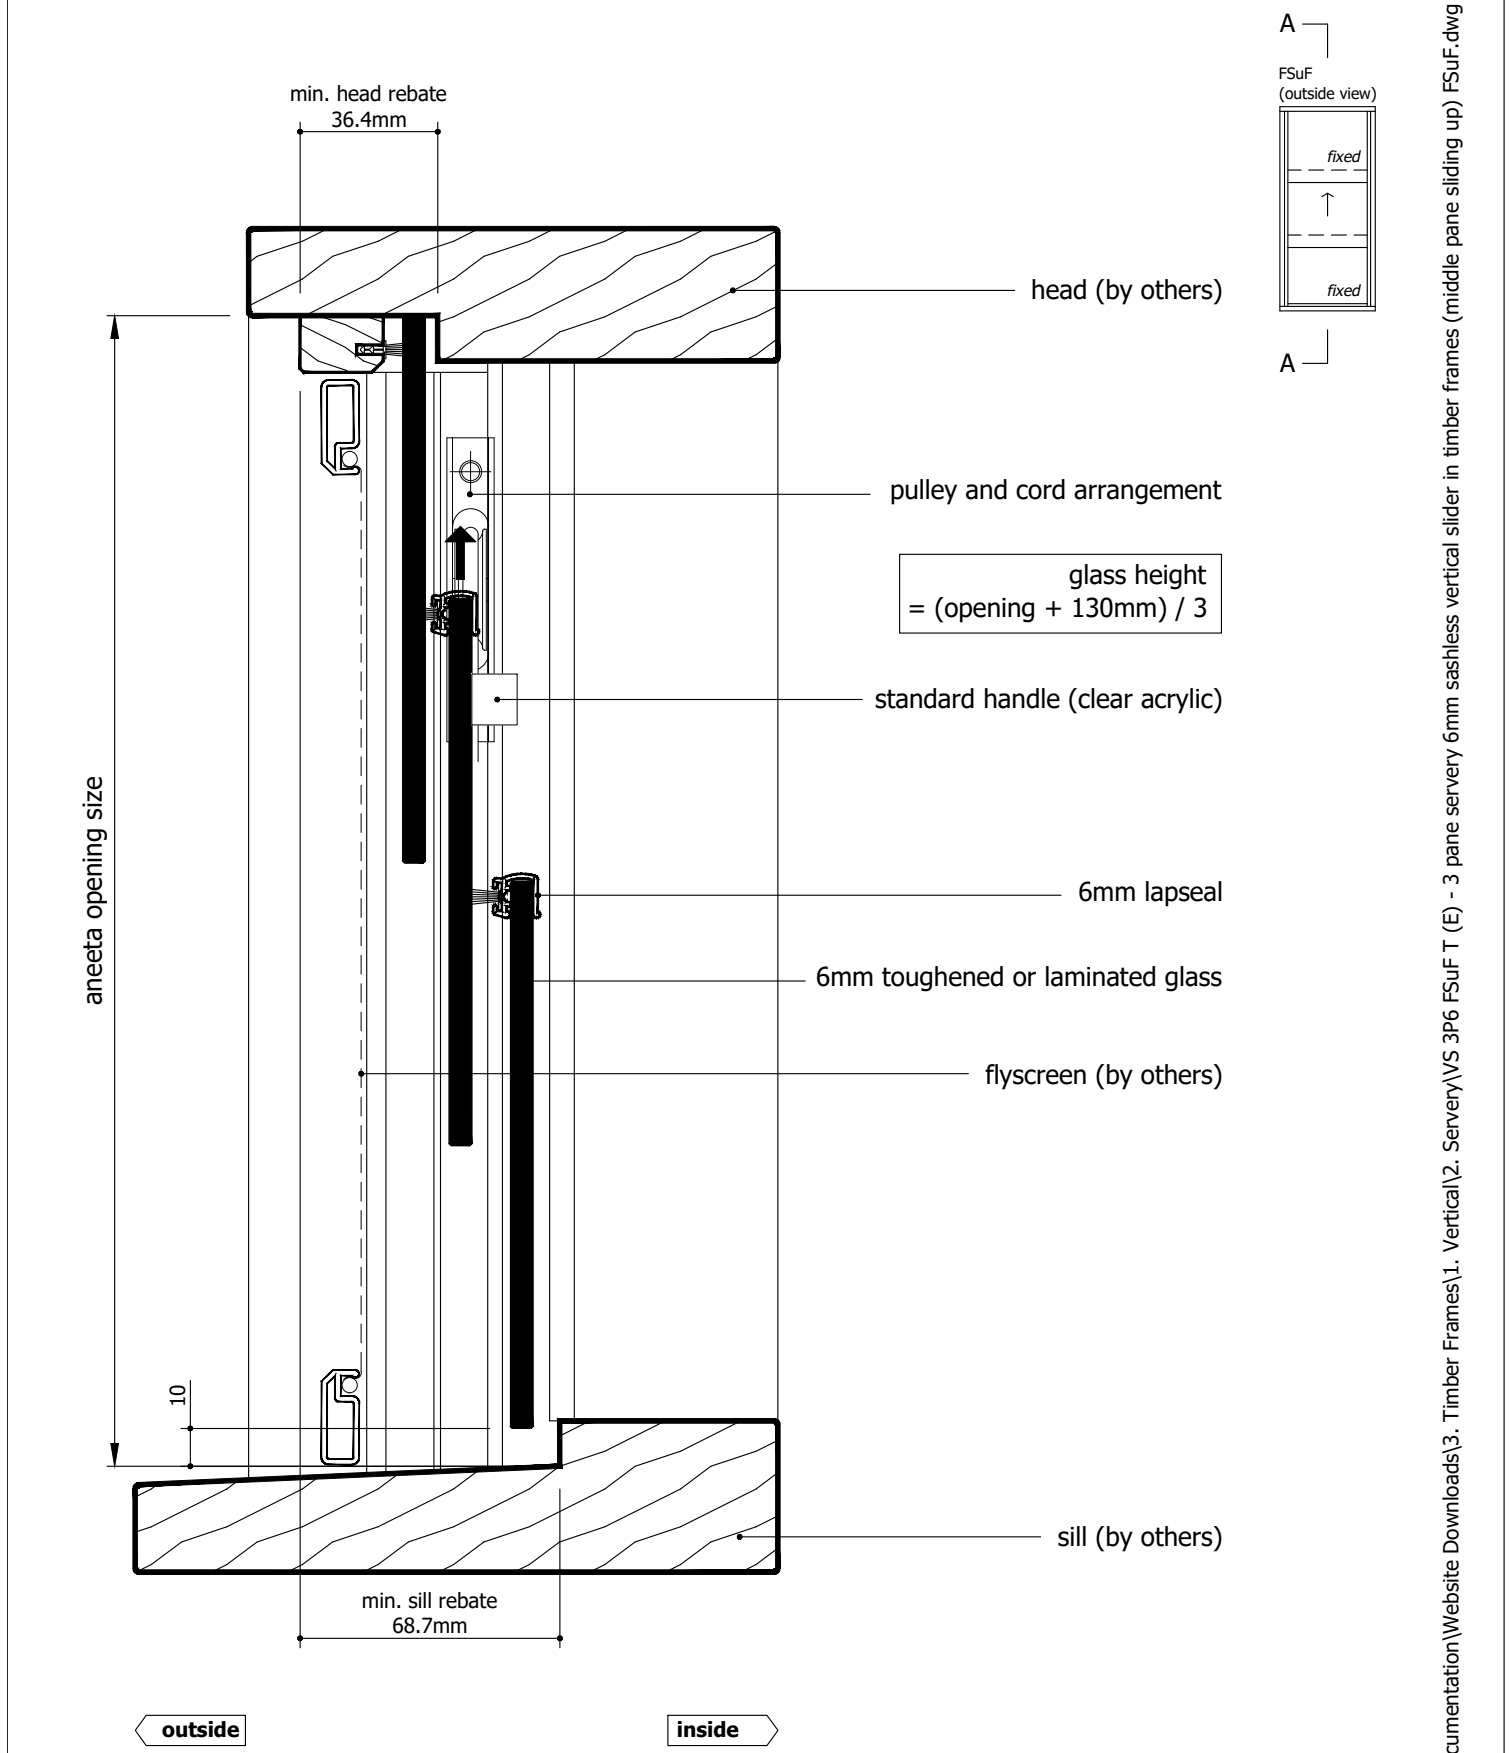 A
FSuF
(outside view)
fixed
fixed
A
min. head rebate
36.4mm
head (by others)
pulley and cord arrangement
glass height
= (opening + 130mm) / 3
standard handle (clear acrylic)
aneeta opening size
6mm lapseal
6mm toughened or laminated glass
flyscreen (by others)
10
sill (by others)
min. sill rebate
68.7mm
outside
inside
cumentation\Website Downloads\3. Timber Frames\1. Vertical\2. Servery\VS 3P6 FSuF T (E) - 3 pane servery 6mm sashless vertical slider in timber frames (middle pane sliding up) FSuF.dwg